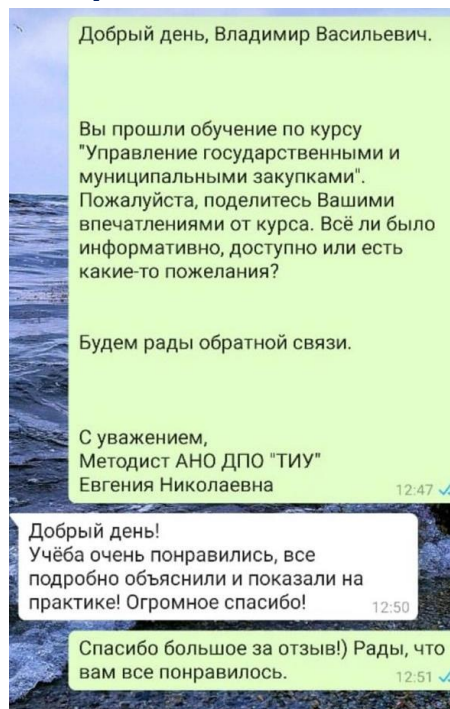 Добрый день, Владимир Васильевич.
Вы прошли обучение по курсу
"Управление государственными и
муниципальными закупками".
Пожалуйста, поделитесь Вашими
впечатлениями от курса. Всё ли было
информативно, доступно или есть
какие-то пожелания?
Будем рады обратной связи.
С уважением,
Методист АНО ДПО "ТИУ"
Евгения Николаевна
12:47
Добрый день!
Учёба очень понравились, все
подробно объяснили и показали на
практике! Огромное спасибо!
12:50
Спасибо большое за отзыв!) Рады, что
вам все понравилось.
12:51